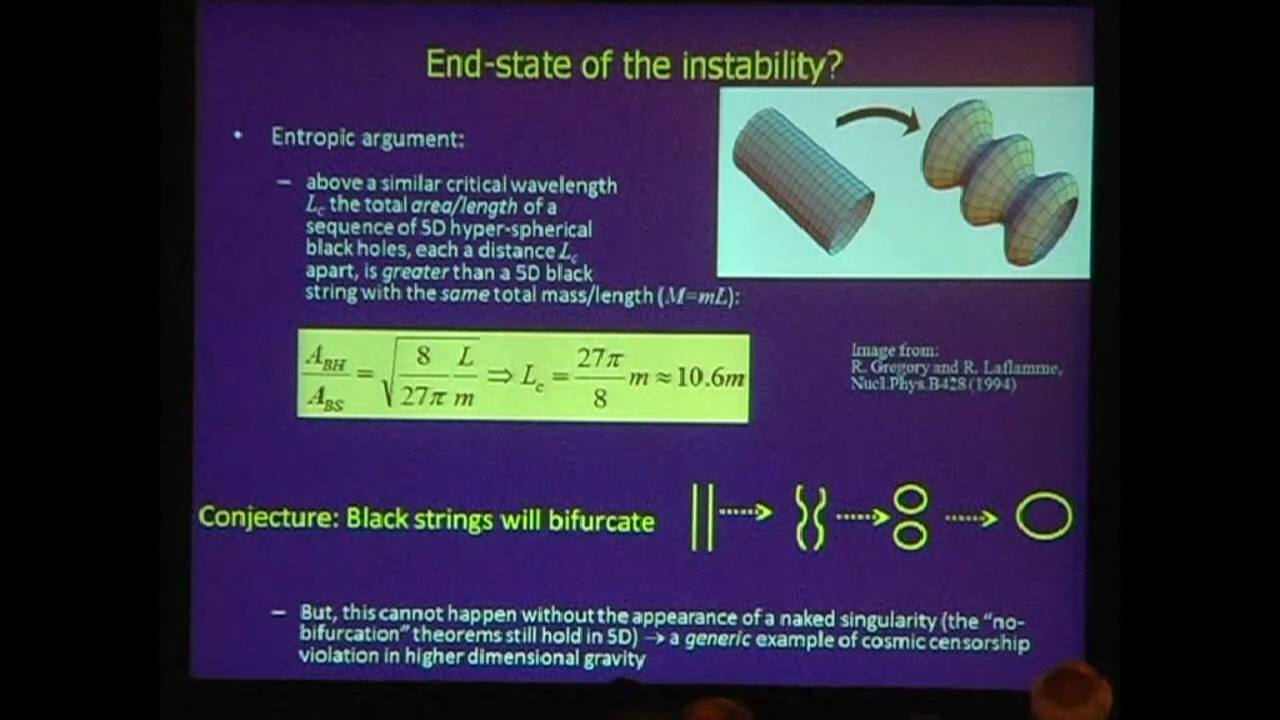 End-state of the instability?
• Entropic argument:
– above a similar critical wavelength
L_c the total area/length of a
sequence of 5D hyper-spherical
black holes, each a distance L_c
apart, is greater than a 5D black
string with the same total mass/length (M=mL):
A_BH / A_BS = √(8/27π L/m) ⇒ L_c = 27π/8 m ≈ 10.6m
Image from:
R. Gregory and R. Laflamme,
Nucl.Phys.B428 (1994)
Conjecture: Black strings will bifurcate
– But, this cannot happen without the appearance of a naked singularity (the “no-
bifurcation” theorems still hold in 5D) → a generic example of cosmic censorship
violation in higher dimensional gravity